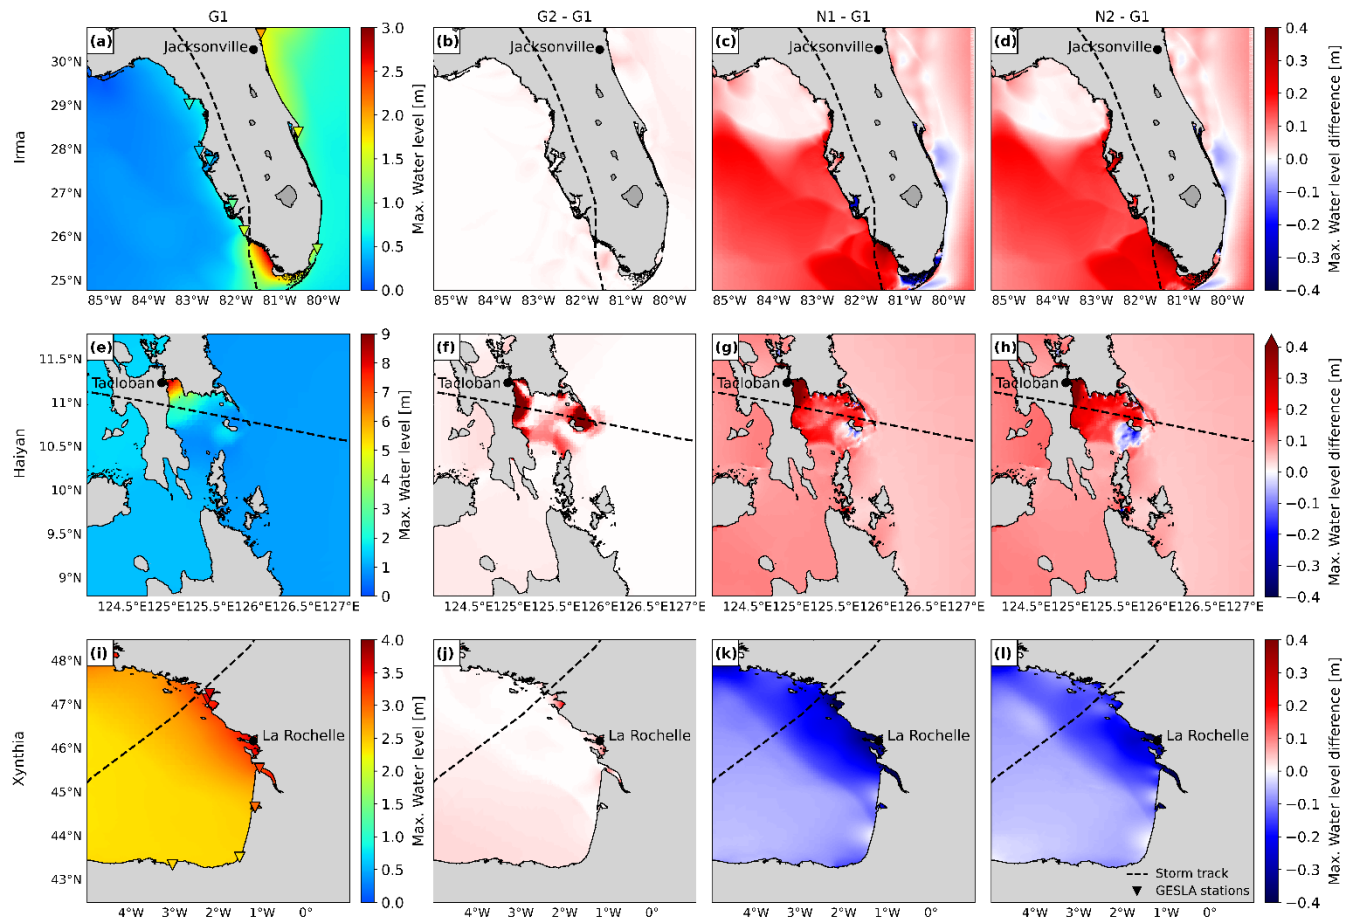 G1
G2 - G1
N1 - G1
N2 - G1
Irma
(a)
Jacksonville
30°N
29°N
28°N
27°N
26°N
25°N
85°W 84°W 83°W 82°W 81°W 80°W
3.0
2.5
2.0
1.5
1.0
0.5
0.0
Max. Water level [m]
(b)
Jacksonville
85°W 84°W 83°W 82°W 81°W 80°W
(c)
Jacksonville
85°W 84°W 83°W 82°W 81°W 80°W
(d)
Jacksonville
85°W 84°W 83°W 82°W 81°W 80°W
0.4
0.3
0.2
0.1
0.0
−0.1
−0.2
−0.3
−0.4
Max. Water level difference [m]
Haiyan
(e)
Tacloban
11.5°N
11°N
10.5°N
10°N
9.5°N
9°N
124.5°E125°E125.5°E126°E126.5°E127°E
9
8
7
6
5
4
3
2
1
0
Max. Water level [m]
(f)
Tacloban
124.5°E125°E125.5°E126°E126.5°E127°E
(g)
Tacloban
124.5°E125°E125.5°E126°E126.5°E127°E
(h)
Tacloban
124.5°E125°E125.5°E126°E126.5°E127°E
0.4
0.3
0.2
0.1
0.0
−0.1
−0.2
−0.3
−0.4
Max. Water level difference [m]
Xynthia
(i)
La Rochelle
48°N
47°N
46°N
45°N
44°N
43°N
4°W 2°W 1°W 0°
4.0
3.5
3.0
2.5
2.0
1.5
1.0
0.5
0.0
Max. Water level [m]
(j)
La Rochelle
4°W 2°W 1°W 0°
(k)
La Rochelle
4°W 2°W 1°W 0°
(l)
La Rochelle
Storm track
GESLA stations
4°W 2°W 1°W 0°
0.4
0.3
0.2
0.1
0.0
−0.1
−0.2
−0.3
−0.4
Max. Water level difference [m]